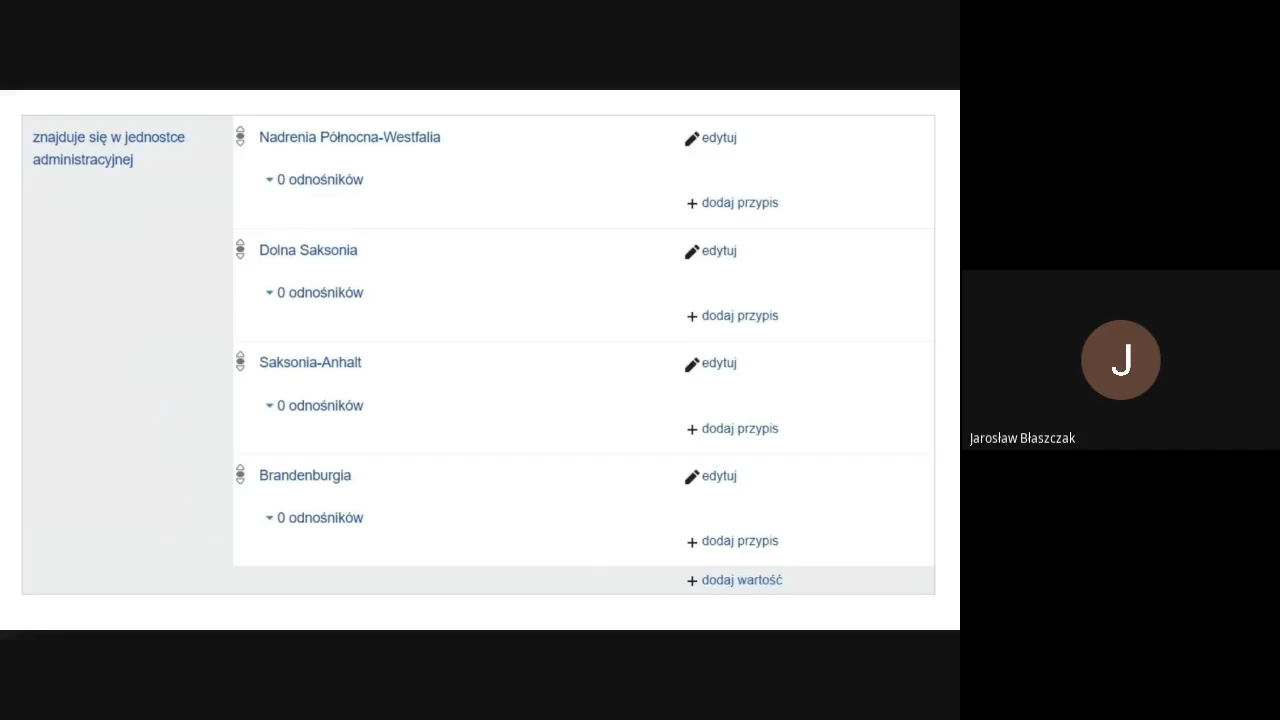 znajduje się w jednostce
administracyjnej
Nadrenia Północna-Westfalia
edytuj
0 odnośników
+ dodaj przypis
Dolna Saksonia
edytuj
0 odnośników
+ dodaj przypis
Saksonia-Anhalt
edytuj
0 odnośników
+ dodaj przypis
Brandenburgia
edytuj
0 odnośników
+ dodaj przypis
+ dodaj wartość
J
Jarosław Błaszczak